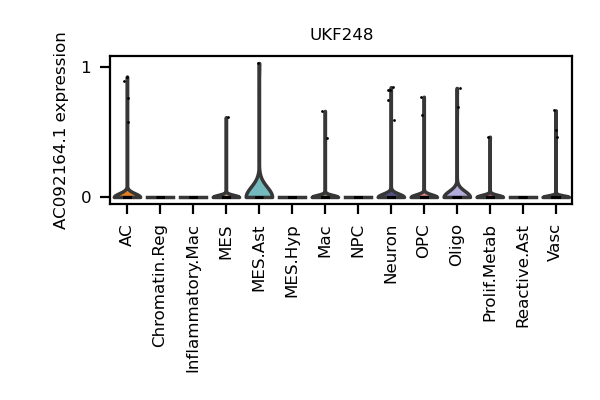 UKF248
AC092164.1 expression
1
0
AC
Chromatin.Reg
Inflammatory.Mac
MES
MES.Ast
MES.Hyp
Mac
NPC
Neuron
OPC
Oligo
Prolif.Metab
Reactive.Ast
Vasc